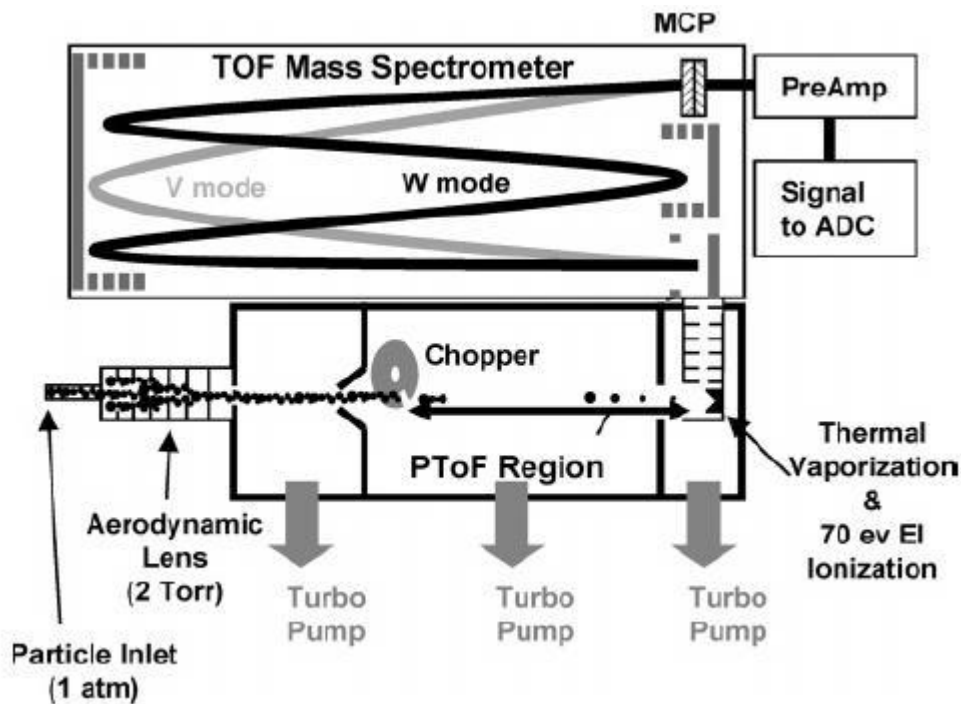 MCP
TOF Mass Spectrometer
PreAmp
V mode
W mode
Signal
to ADC
Chopper
PToF Region
Thermal
Vaporization
&
70 ev EI
Ionization
Aerodynamic
Lens
(2 Torr)
Turbo
Pump
Turbo
Pump
Turbo
Pump
Particle Inlet
(1 atm)